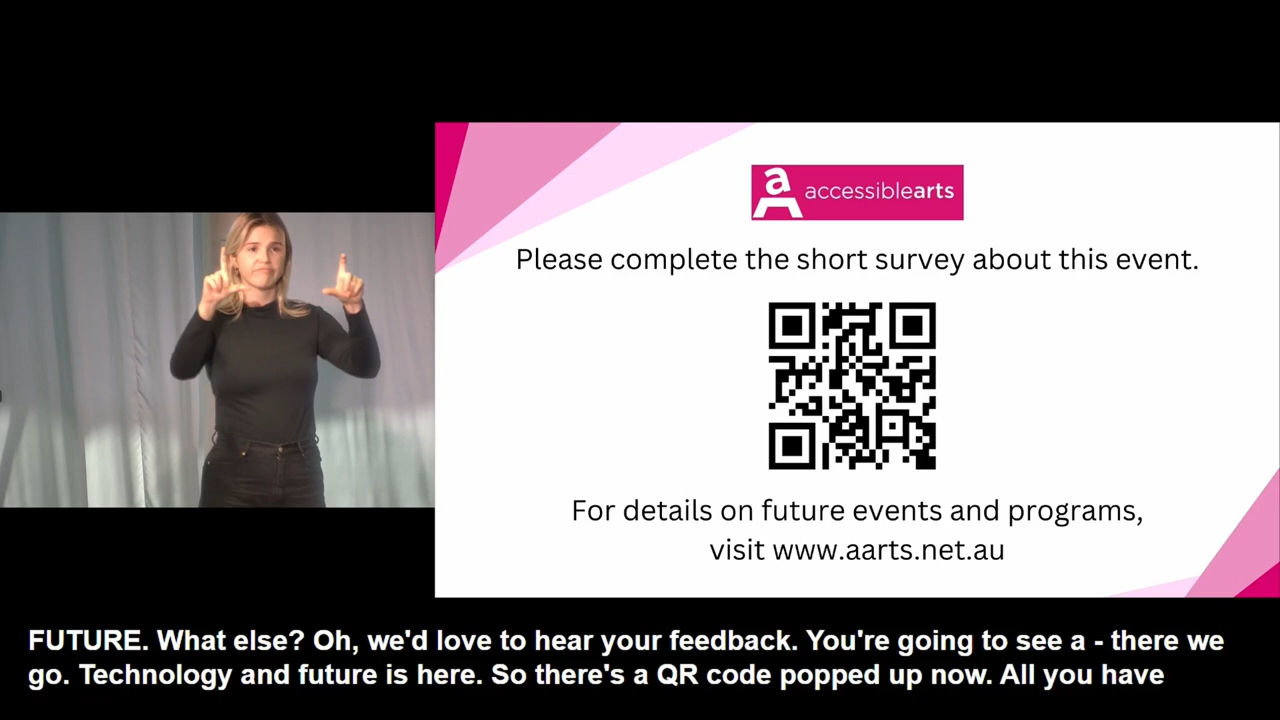 a
A accessiblearts
Please complete the short survey about this event.
For details on future events and programs,
visit www.aarts.net.au
FUTURE. What else? Oh, we'd love to hear your feedback. You're going to see a - there we
go. Technology and future is here. So there's a QR code popped up now. All you have